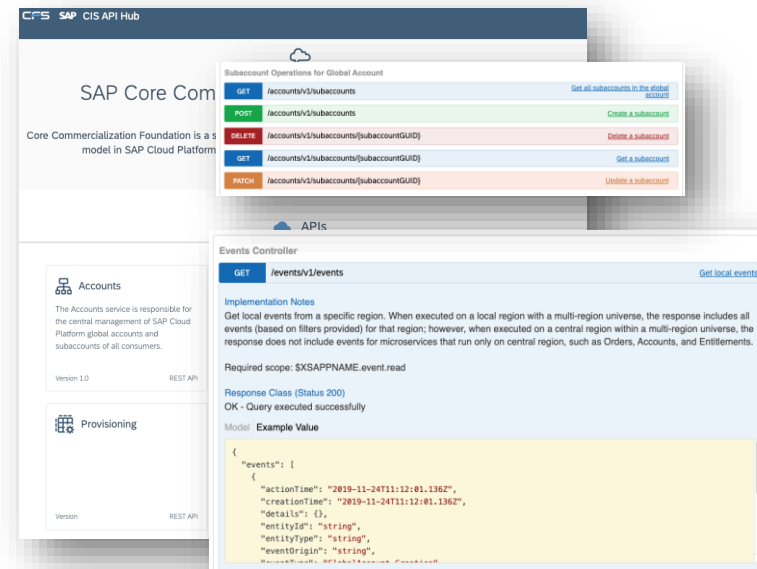 CFS SAP CIS API Hub
SAP Core Com
Core Commercialization Foundation is a s
model in SAP Cloud Platform
APIs
Accounts
The Accounts service is responsible for
the central management of SAP Cloud
Platform global accounts and
subaccounts of all consumers.
Version 1.0 REST API
Provisioning
Version REST API
Subaccount Operations for Global Account
GET /accounts/v1/subaccounts Get all subaccounts in the global
account
POST /accounts/v1/subaccounts Create a subaccount
DELETE /accounts/v1/subaccounts/{subaccountGUID} Delete a subaccount
GET /accounts/v1/subaccounts/{subaccountGUID} Get a subaccount
PATCH /accounts/v1/subaccounts/{subaccountGUID} Update a subaccount
Events Controller
GET /events/v1/events Get local events
Implementation Notes
Get local events from a specific region. When executed on a local region with a multi-region universe, the response includes all
events (based on filters provided) for that region; however, when executed on a central region within a multi-region universe, the
response does not include events for microservices that run only on central region, such as Orders, Accounts, and Entitlements.
Required scope: $XSAPPNAME.event.read
Response Class (Status 200)
OK - Query executed successfully
Model Example Value
{
"events": [
{
"actionTime": "2019-11-24T11:12:01.136Z",
"creationTime": "2019-11-24T11:12:01.136Z",
"details": {},
"entityId": "string",
"entityType": "string",
"eventOrigin": "string",
"eventType": "GlobalAccount Creation"